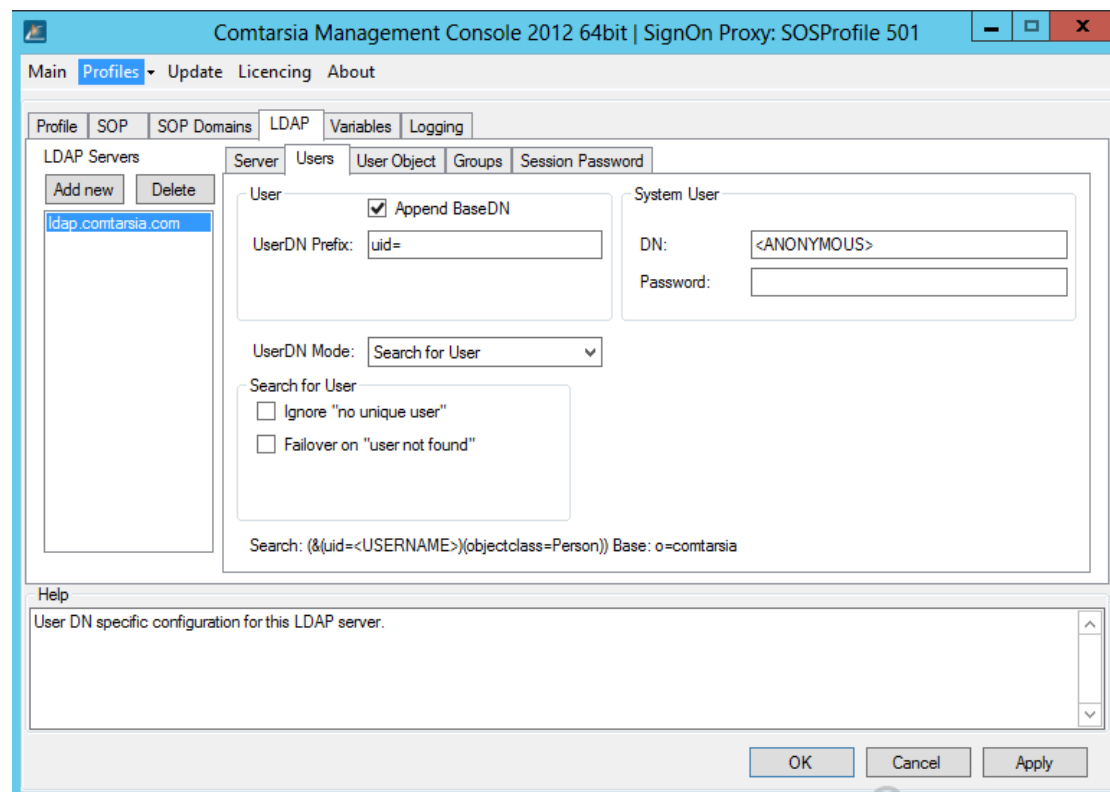 Comtarsia Management Console 2012 64bit | SignOn Proxy: SOSProfile 501
Main Profiles Update Licencing About
Profile SOP SOP Domains LDAP Variables Logging
LDAP Servers
Add new Delete
ldap.comtarsia.com
Server Users User Object Groups Session Password
User
Append BaseDN
UserDN Prefix: uid=
System User
DN: <ANONYMOUS>
Password:
UserDN Mode: Search for User
Search for User
Ignore "no unique user"
Failover on "user not found"
Search: (&(uid=<USERNAME>)(objectclass=Person)) Base: o=comtarsia
Help
User DN specific configuration for this LDAP server.
OK Cancel Apply